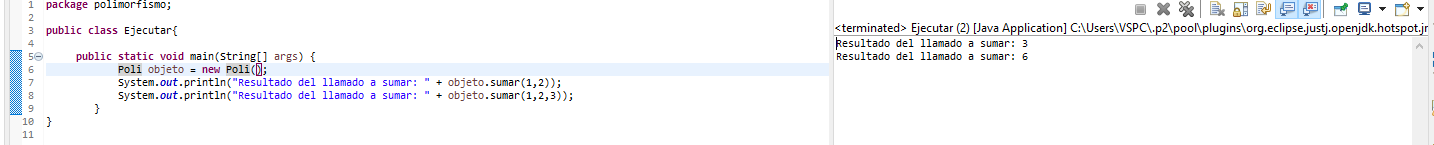 1 package polimorfismo;
2
3 public class Ejecutar{
4
5 public static void main(String[] args) {
6 Poli objeto = new Poli();
7 System.out.println("Resultado del llamado a sumar: " + objeto.sumar(1,2));
8 System.out.println("Resultado del llamado a sumar: " + objeto.sumar(1,2,3));
9 }
10 }
11
<terminated> Ejecutar (2) [Java Application] C:\Users\VSPC\.p2\pool\plugins\org.eclipse.justj.openjdk.hotspot.jr
Resultado del llamado a sumar: 3
Resultado del llamado a sumar: 6